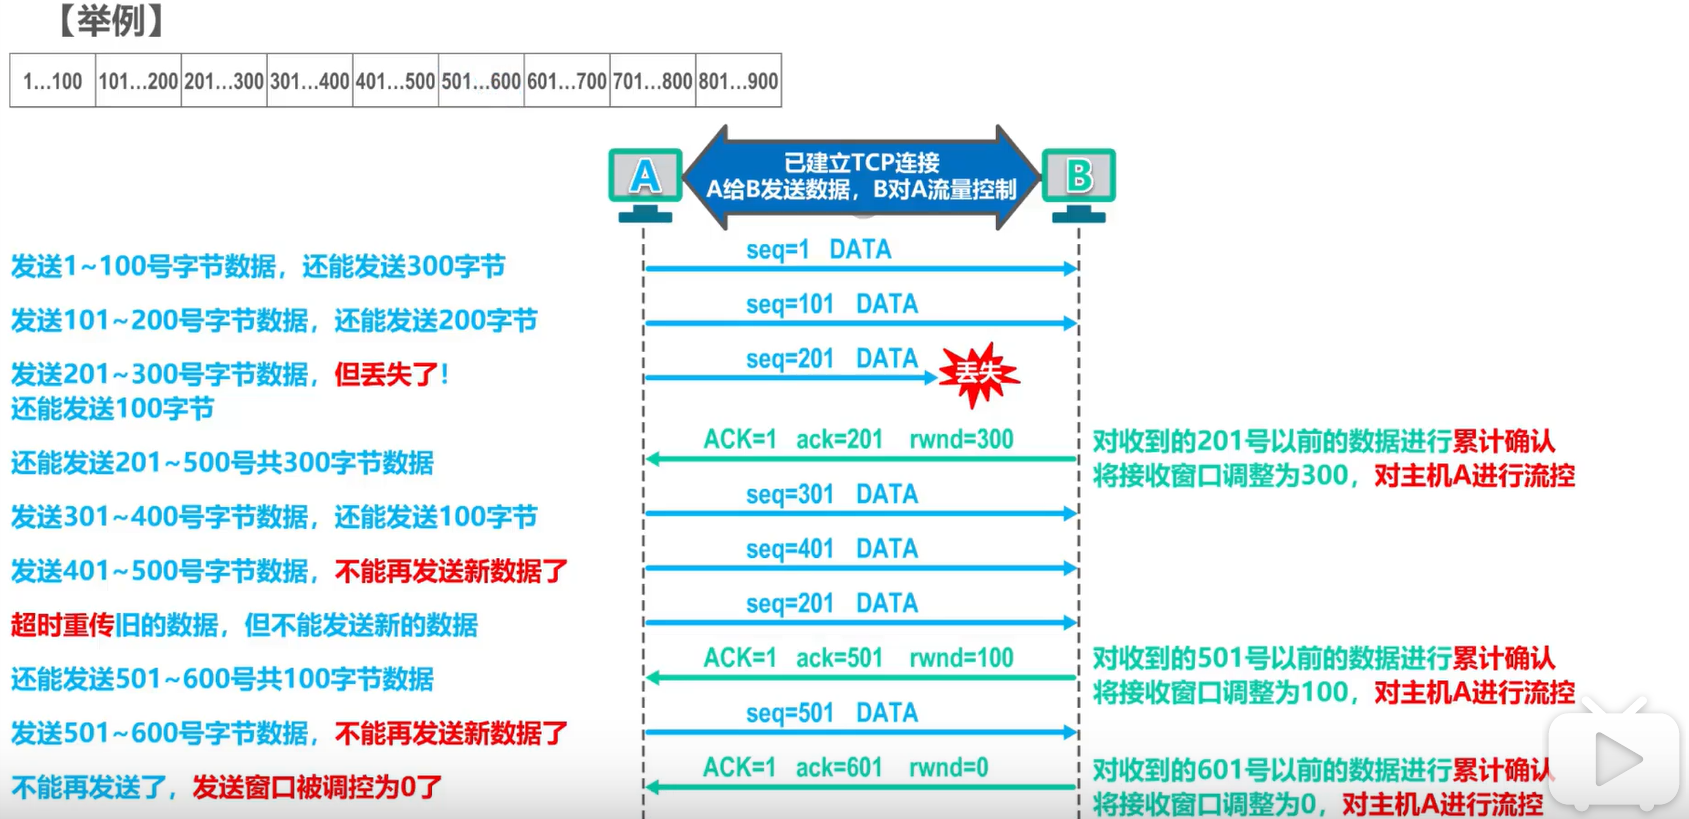 【举例】
1...100 101...200 201...300 301...400 401...500 501...600 601...700 701...800 801...900
已建立TCP连接
A B
A给B发送数据，B对A流量控制
seq=1 DATA
发送1~100号字节数据，还能发送300字节
seq=101 DATA
发送101~200号字节数据，还能发送200字节
seq=201 DATA
丢失
发送201~300号字节数据，但丢失了！
还能发送100字节
ACK=1 ack=201 rwnd=300
对收到的201号以前的数据进行累计确认
将接收窗口调整为300，对主机A进行流控
还能发送201~500号共300字节数据
seq=301 DATA
发送301~400号字节数据，还能发送100字节
seq=401 DATA
发送401~500号字节数据，不能再发送新数据了
seq=201 DATA
超时重传旧的数据，但不能发送新的数据
ACK=1 ack=501 rwnd=100
对收到的501号以前的数据进行累计确认
将接收窗口调整为100，对主机A进行流控
还能发送501~600号共100字节数据
seq=501 DATA
发送501~600号字节数据，不能再发送新数据了
ACK=1 ack=601 rwnd=0
对收到的601号以前的数据进行累计确认
将接收窗口调整为0，对主机A进行流控
不能再发送了，发送窗口被调控为0了